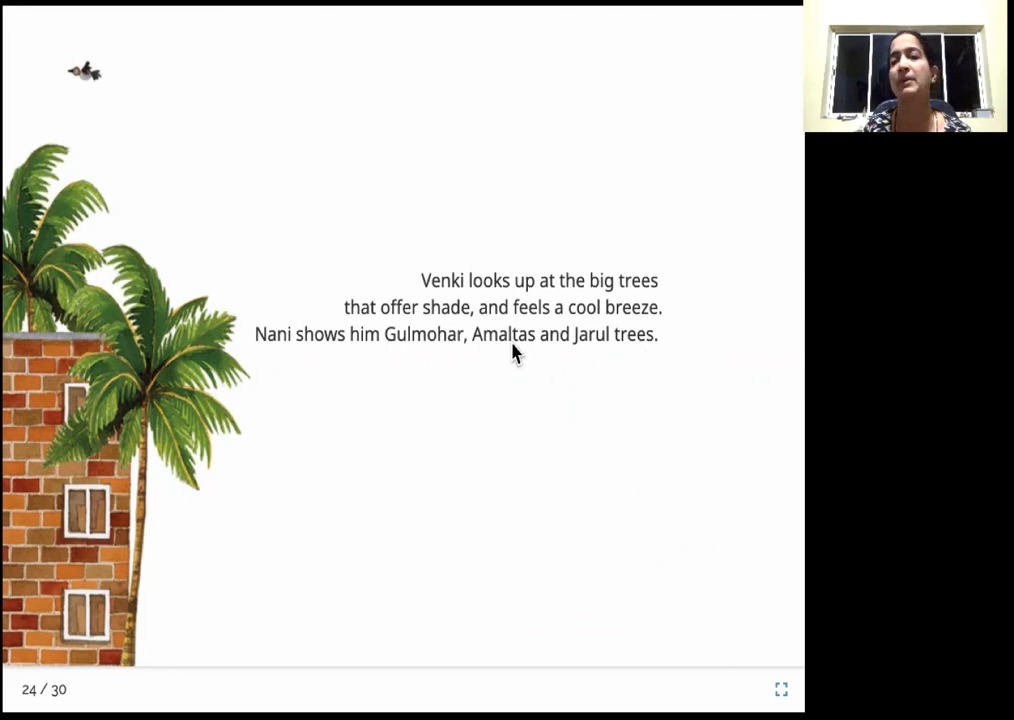 Venki looks up at the big trees
that offer shade, and feels a cool breeze.
Nani shows him Gulmohar, Amaltas and Jarul trees.
24 / 30